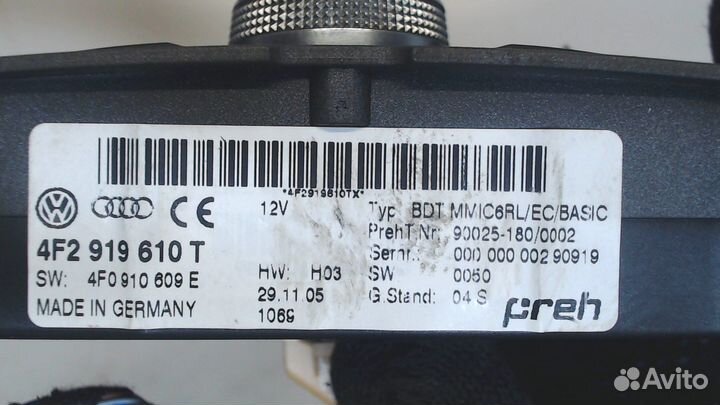 *4F2919610TX*
12V
Typ BDT MMIC6RL/EC/BASIC
PrehT.Nr: 90025-180/0002
4F2 919 610 T
Sernr.: 000 000 002 90919
SW: 4F0 910 609 E
HW: H03
SW 0050
MADE IN GERMANY
29.11.05
G.Stand: 04 S
1069
preh
Avito